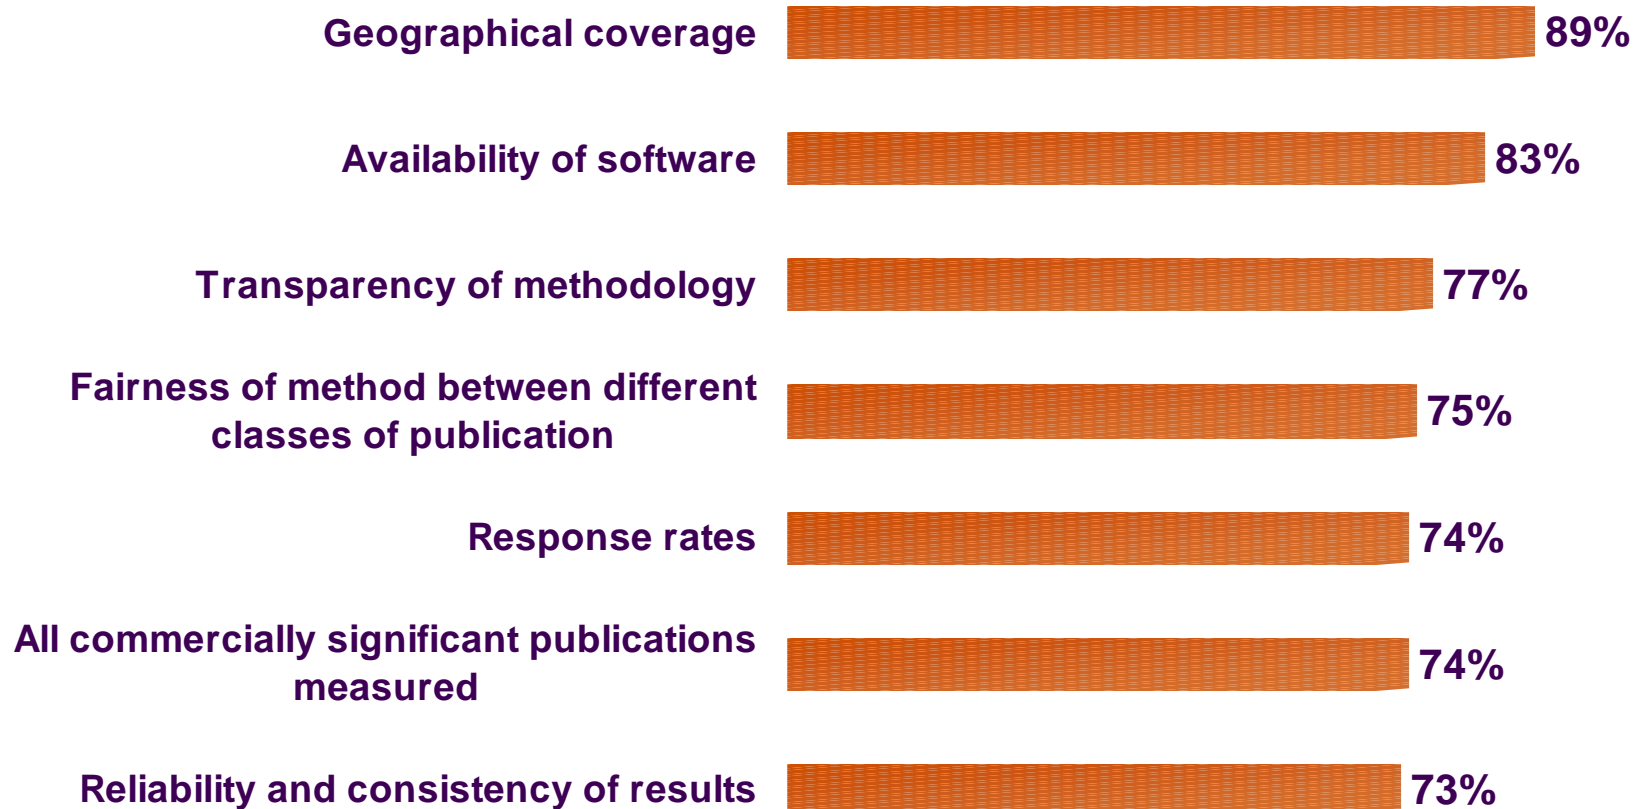 Geographical coverage 89%
Availability of software 83%
Transparency of methodology 77%
Fairness of method between different
classes of publication 75%
Response rates 74%
All commercially significant publications
measured 74%
Reliability and consistency of results 73%